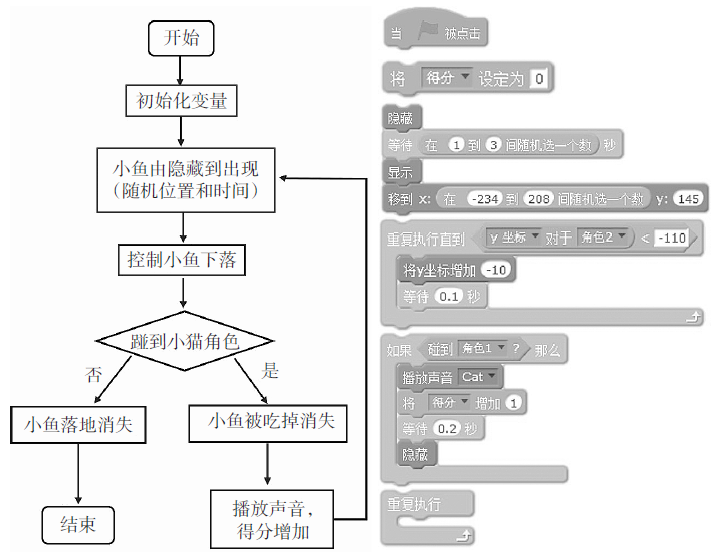 开始
初始化变量
小鱼由隐藏到出现
（随机位置和时间）
控制小鱼下落
踫到小猫角色
否
是
小鱼落地消失
小鱼被吃掉消失
结束
播放声音，
得分增加
当 被点击
将 得分 设定为 0
隐藏
等待 在 1 到 3 间随机选一个数 秒
显示
移到 x: 在 -234 到 208 间随机选一个数 y: 145
重复执行直到 y 坐标 对于 角色2 < -110
将y坐标增加 -10
等待 0.1 秒
如果 碰到 角色1 ? 那么
播放声音 Cat
将 得分 增加 1
等待 0.2 秒
隐藏
重复执行